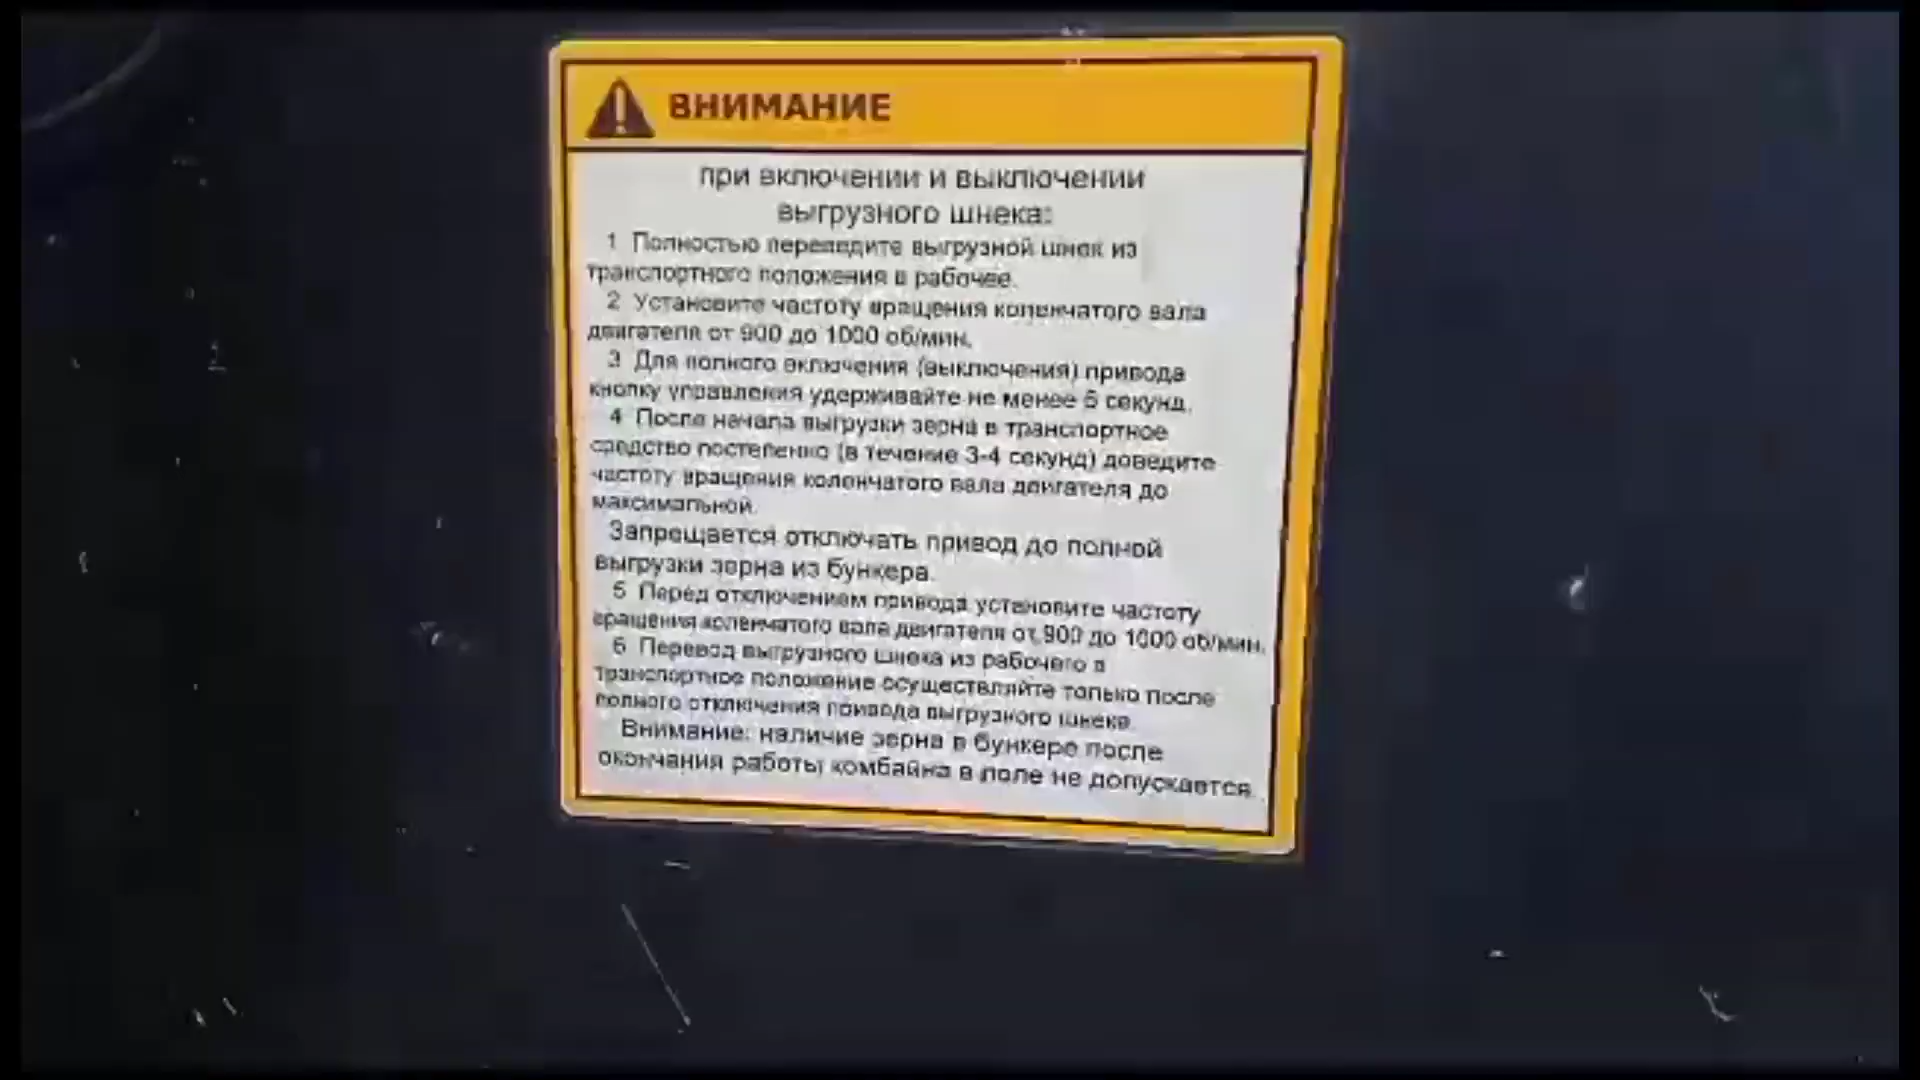 ВНИМАНИЕ
при включении и выключении
выгрузного шнека:
1 Полностью переведите выгрузной шнек из
транспортного положения в рабочее.
2 Установите частоту вращения коленчатого вала
двигателя от 900 до 1000 об/мин.
3 Для полного включения (выключения) привода
кнопку управления удерживайте не менее 5 секунд.
4 После начала выгрузки зерна в транспортное
средство постепенно (в течение 3-4 секунд) доведите
частоту вращения коленчатого вала двигателя до
максимальной.
Запрещается отключать привод до полной
выгрузки зерна из бункера.
5 Перед отключением привода установите частоту
вращения коленчатого вала двигателя от 900 до 1000 об/мин.
6 Перевод выгрузного шнека из рабочего в
транспортное положение осуществляйте только после
полного отключения привода выгрузного шнека.
Внимание: наличие зерна в бункере после
окончания работы комбайна в поле не допускается.